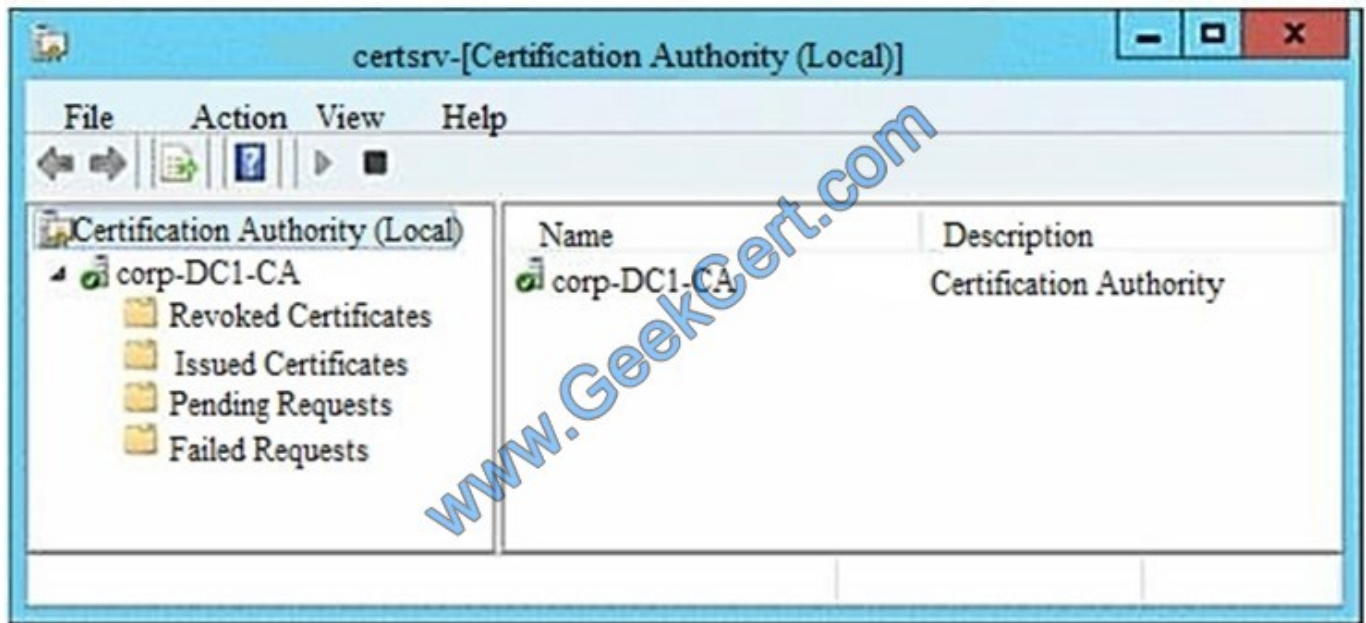 certsrv-[Certification Authority (Local)]
File Action View Help
Certification Authority (Local)
corp-DC1-CA
Revoked Certificates
Issued Certificates
Pending Requests
Failed Requests
Name Description
corp-DC1-CA Certification Authority
www.GeekCert.com